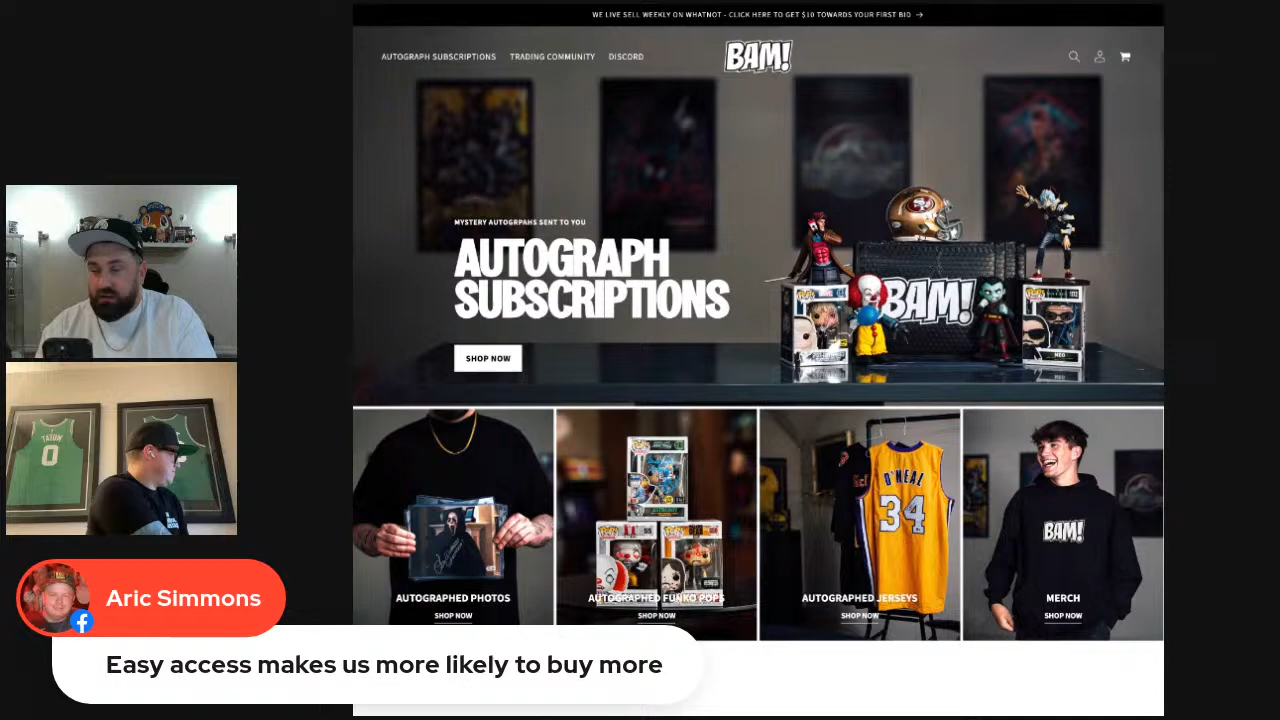 WE LIVE SELL WEEKLY ON WHATNOT - CLICK HERE TO GET $10 TOWARDS YOUR FIRST BID →
AUTOGRAPH SUBSCRIPTIONS TRADING COMMUNITY DISCORD
BAM!
MYSTERY AUTOGRPAHS SENT TO YOU
AUTOGRAPH
SUBSCRIPTIONS
SHOP NOW
BAM!
NEO
TATUM
0
O'NEAL
34
BAM!
AUTOGRAPHED PHOTOS
SHOP NOW
AUTOGRAPHED FUNKO POPS
SHOP NOW
AUTOGRAPHED JERSEYS
SHOP NOW
MERCH
SHOP NOW
Aric Simmons
Easy access makes us more likely to buy more